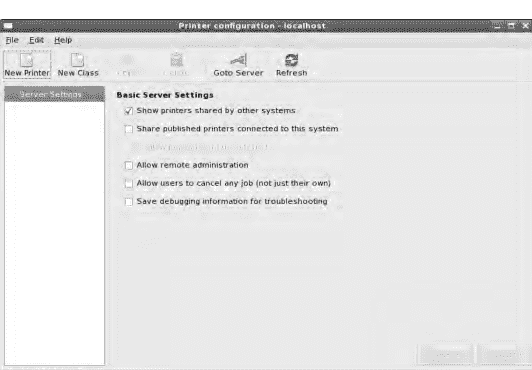 Printer configuration - localhost
File Edit Help
New Printer New Class Goto Server Refresh
Server Settings
Basic Server Settings
Show printers shared by other systems
Share published printers connected to this system
Allow remote administration
Allow users to cancel any job (not just their own)
Save debugging information for troubleshooting